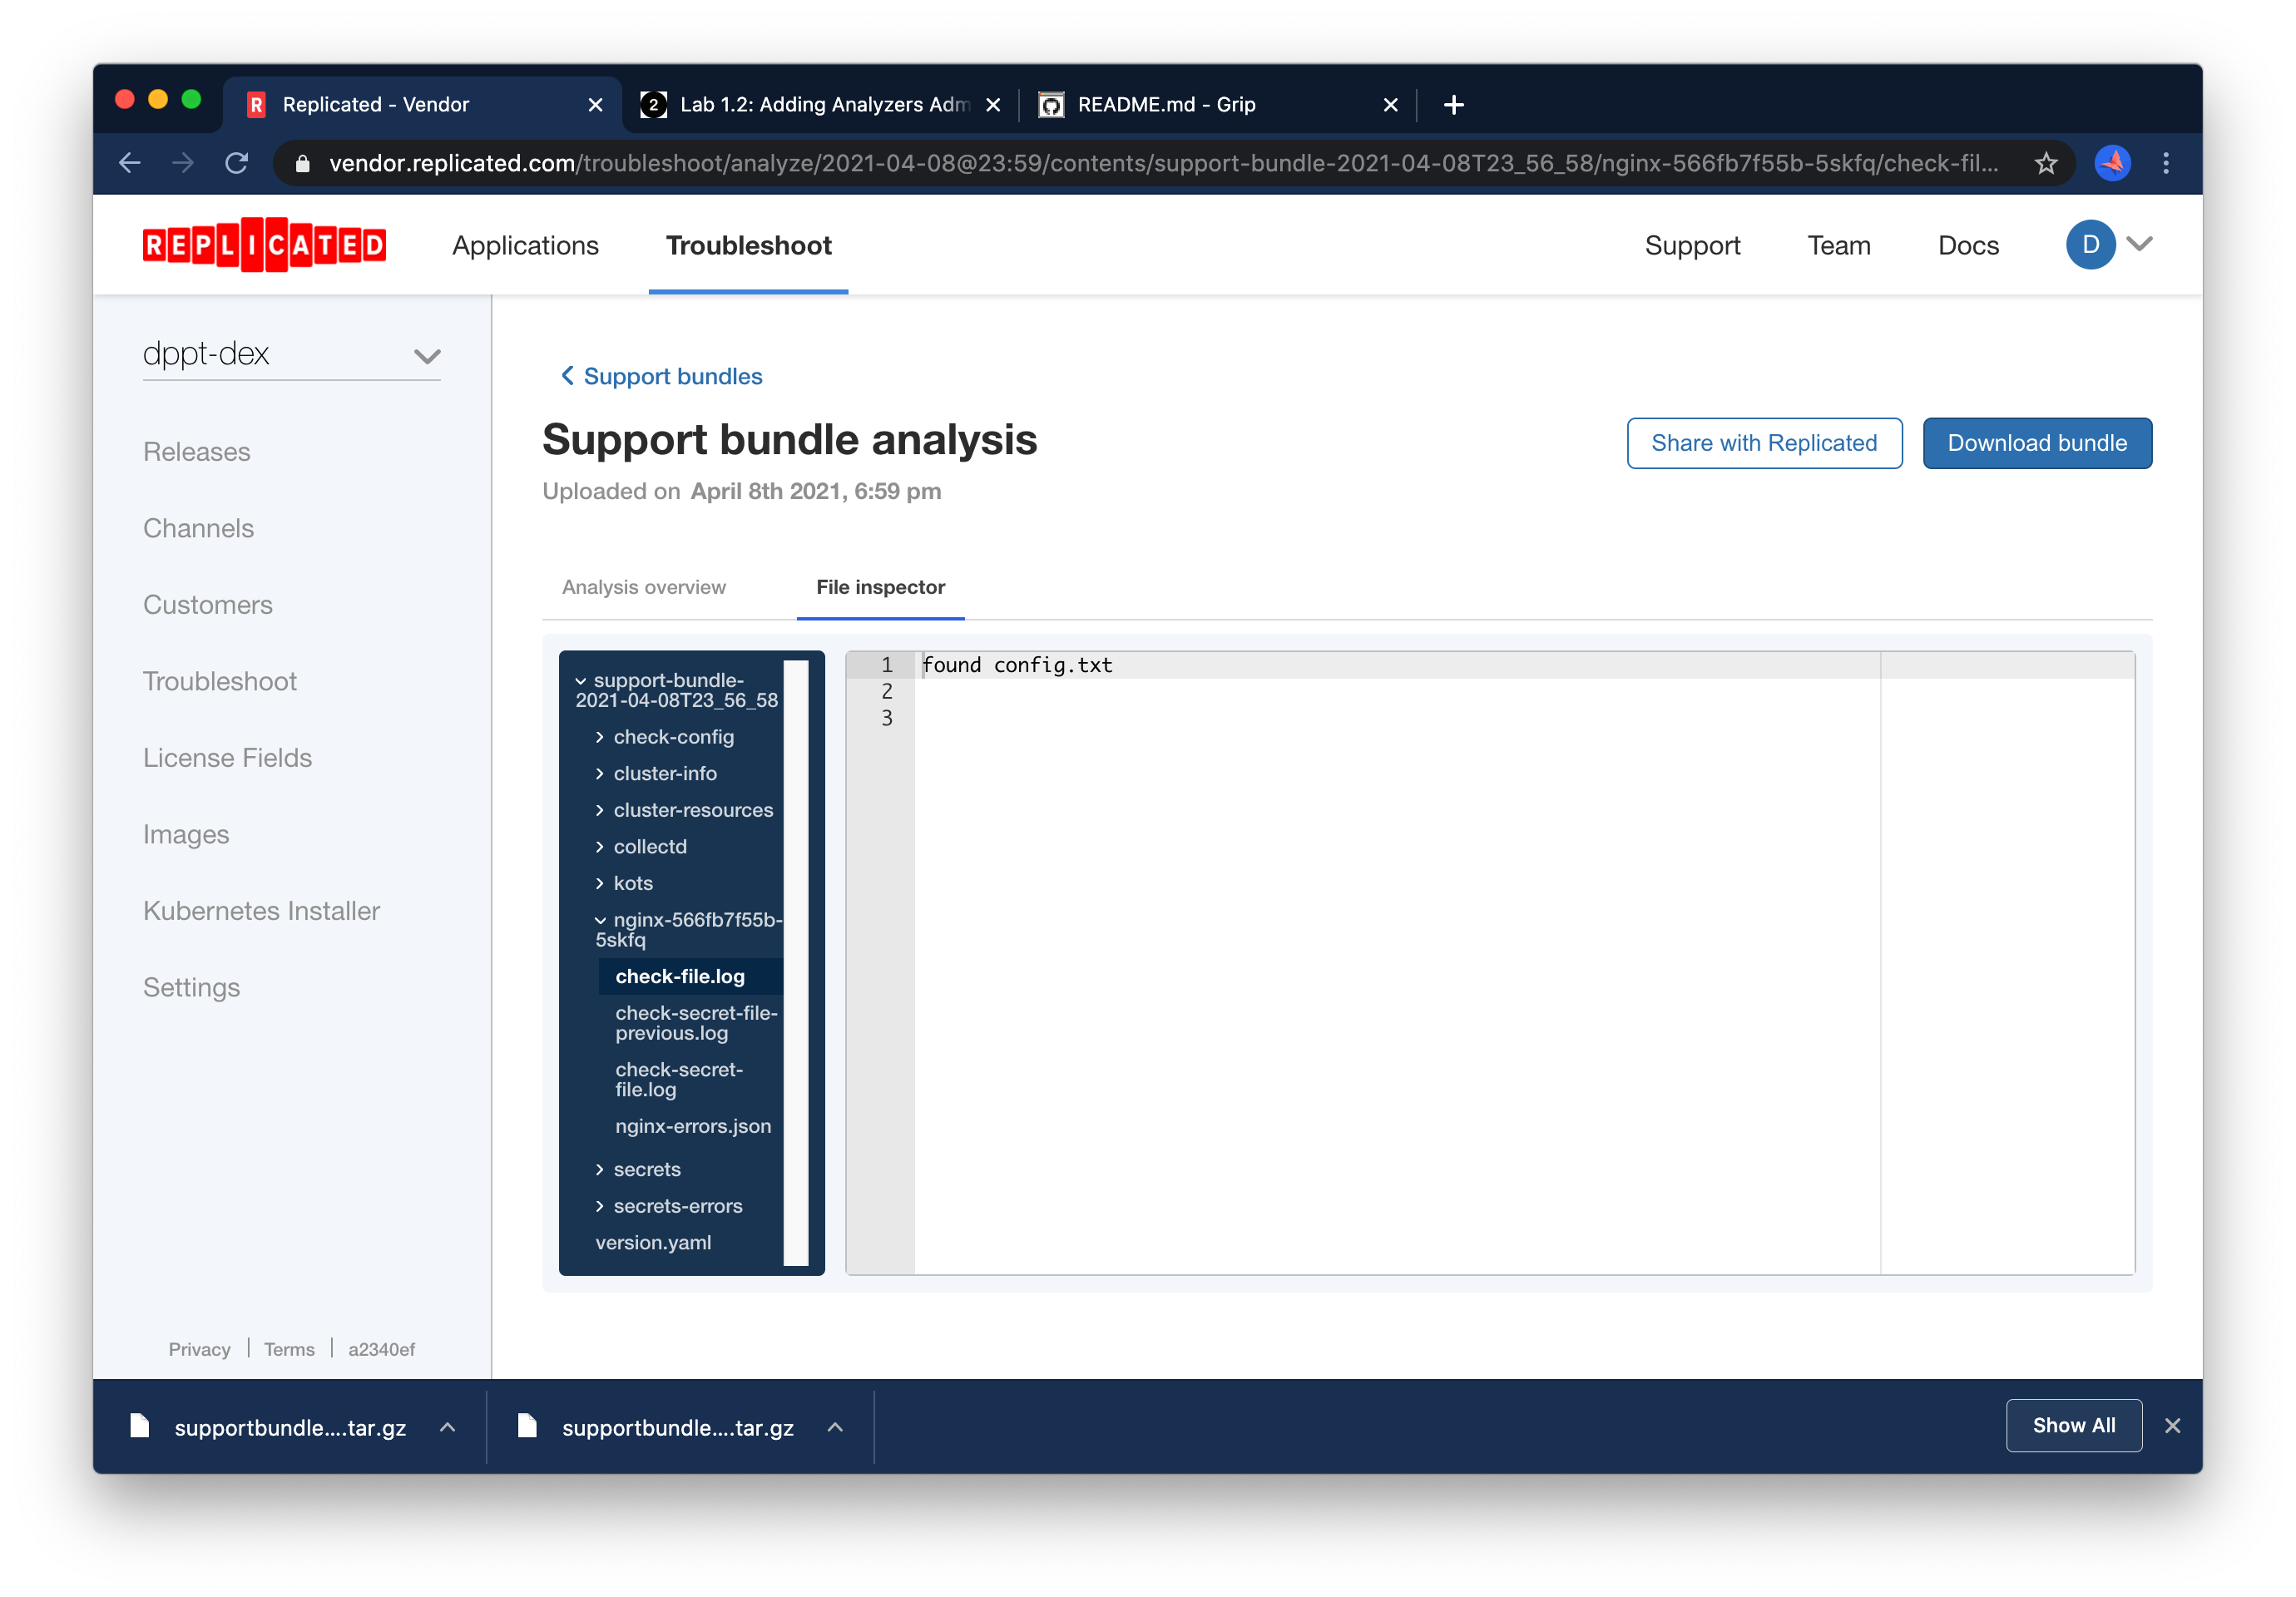 Replicated - Vendor
2 Lab 1.2: Adding Analyzers Adm
README.md - Grip
vendor.replicated.com/troubleshoot/analyze/2021-04-08@23:59/contents/support-bundle-2021-04-08T23_56_58/nginx-566fb7f55b-5skfq/check-fil...
REPLICATED
Applications
Troubleshoot
Support
Team
Docs
D
dppt-dex
Releases
Channels
Customers
Troubleshoot
License Fields
Images
Kubernetes Installer
Settings
Privacy | Terms | a2340ef
Support bundles
Support bundle analysis
Uploaded on April 8th 2021, 6:59 pm
Share with Replicated
Download bundle
Analysis overview
File inspector
support-bundle-
2021-04-08T23_56_58
check-config
cluster-info
cluster-resources
collectd
kots
nginx-566fb7f55b-
5skfq
check-file.log
check-secret-file-
previous.log
check-secret-
file.log
nginx-errors.json
secrets
secrets-errors
version.yaml
1 found config.txt
2
3
supportbundle....tar.gz
supportbundle....tar.gz
Show All